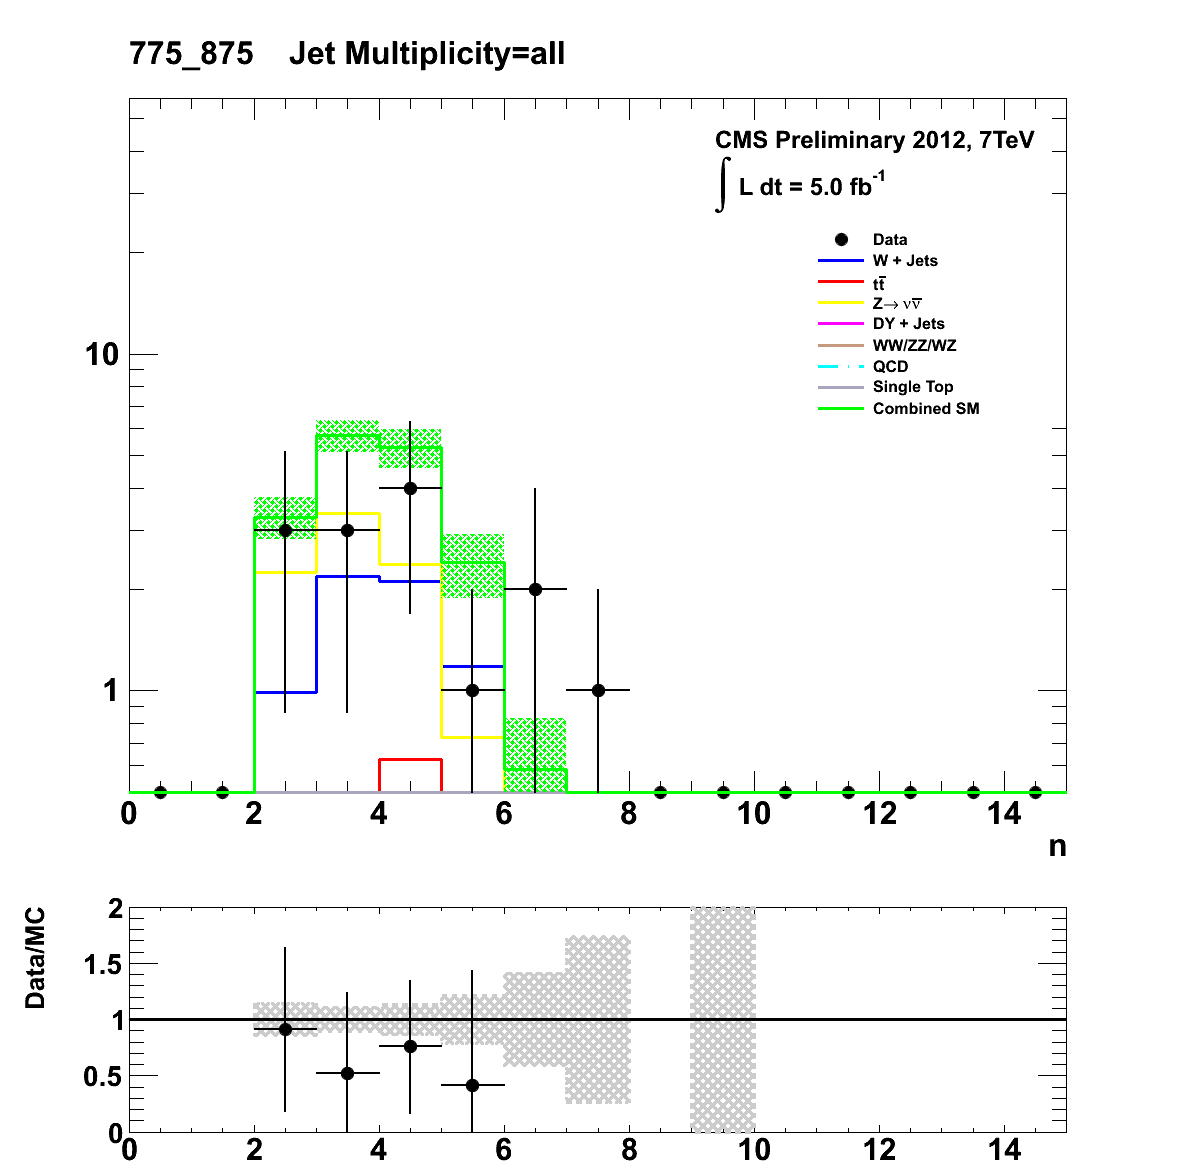 775_875 Jet Multiplicity=all
CMS Preliminary 2012, 7TeV
∫ L dt = 5.0 fb⁻¹
Data
W + Jets
tt̅
Z→ νν̅
DY + Jets
WW/ZZ/WZ
QCD
Single Top
Combined SM
10
1
0 2 4 6 8 10 12 14
n
Data/MC
2
1.5
1
0.5
0
0 2 4 6 8 10 12 14